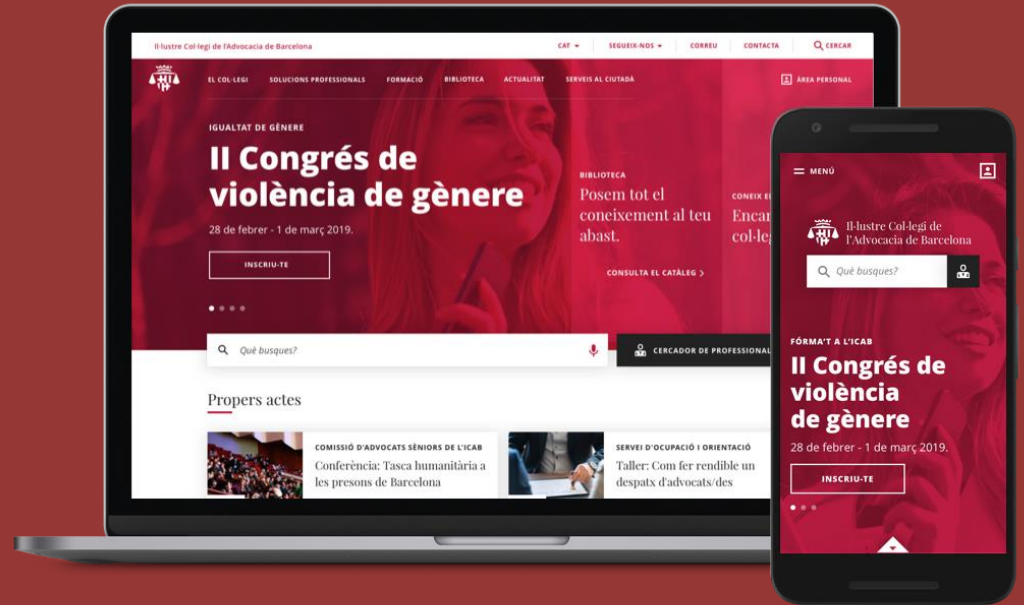 Il·lustre Col·legi de l'Advocacia de Barcelona
CAT
SEGUEIX-NOS
CORREU
CONTACTA
CERCAR
EL COL·LEGI
SOLUCIONS PROFESSIONALS
FORMACIÓ
BIBLIOTECA
ACTUALITAT
SERVEIS AL CIUTADÀ
ÀREA PERSONAL
IGUALTAT DE GÈNERE
II Congrés de
violència de gènere
28 de febrer - 1 de març 2019.
INSCRIU-TE
BIBLIOTECA
Posem tot el
coneixement al teu
abast.
CONSULTA EL CATÀLEG
CONEIX
Què busques?
CERCADOR DE PROFESSIONAL
Propers actes
COMISSIÓ D'ADVOCATS SÈNIORS DE L'ICAB
Conferència: Tasca humanitària a
les presons de Barcelona
SERVEI D'OCUPACIÓ I ORIENTACIÓ
Taller: Com fer rendible un
despatx d'advocats/des
MENÚ
Il·lustre Col·legi de
l'Advocacia de Barcelona
Què busques?
FÓRMA'T A L'ICAB
II Congrés de
violència
de gènere
28 de febrer - 1 de març 2019.
INSCRIU-TE